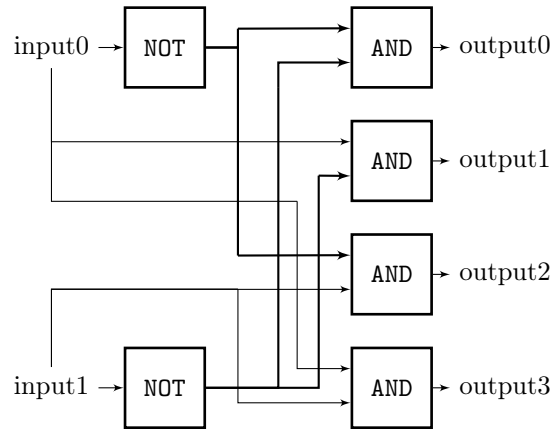 input0 NOT AND output0
AND output1
AND output2
input1 NOT AND output3